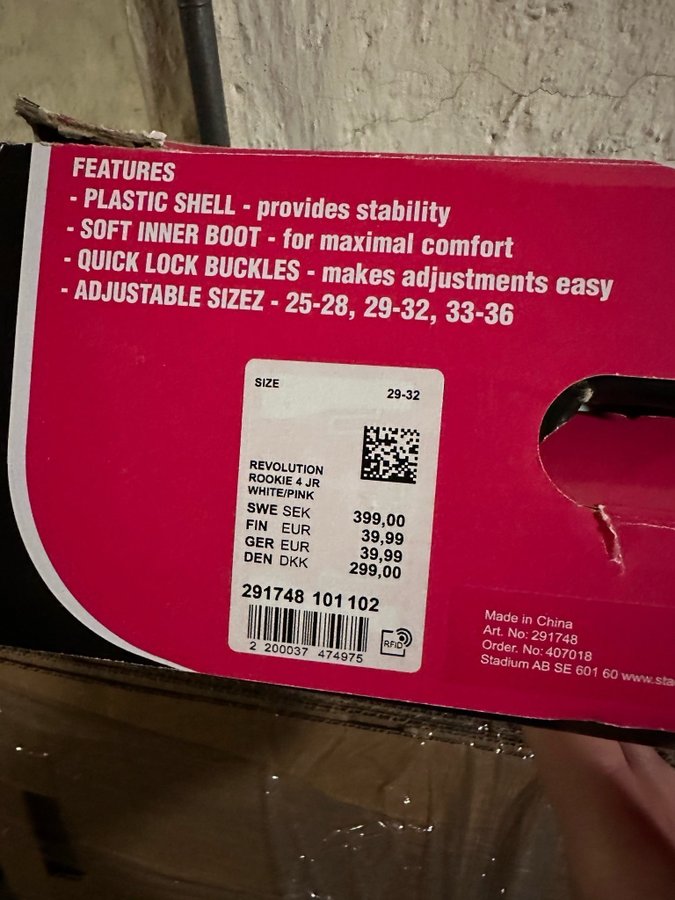 FEATURES
- PLASTIC SHELL - provides stability
- SOFT INNER BOOT - for maximal comfort
- QUICK LOCK BUCKLES - makes adjustments easy
- ADJUSTABLE SIZEZ - 25-28, 29-32, 33-36
SIZE 29-32
REVOLUTION
ROOKIE 4 JR
WHITE/PINK
SWE SEK 399,00
FIN EUR 39,99
GER EUR 39,99
DEN DKK 299,00
291748 101102
2 200037 474975
RFID
Made in China
Art. No: 291748
Order. No: 407018
Stadium AB SE 601 60 www.sta